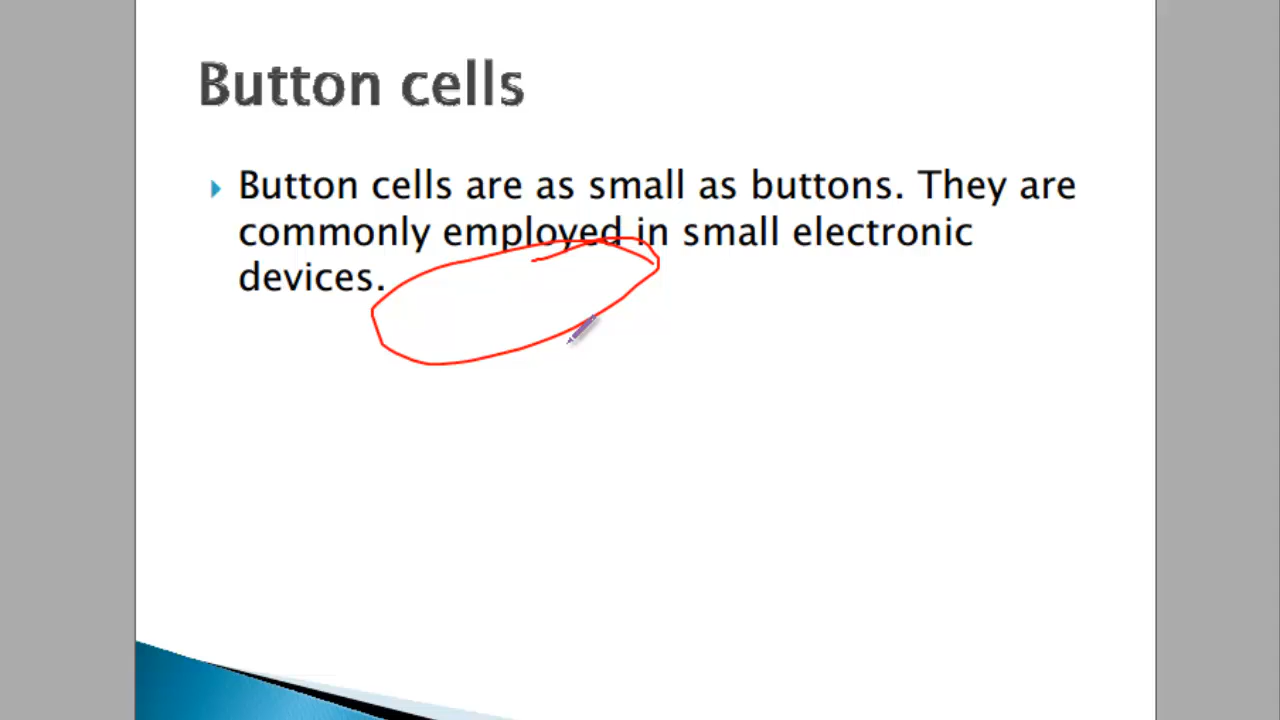 Button cells
Button cells are as small as buttons. They are
commonly employed in small electronic
devices.